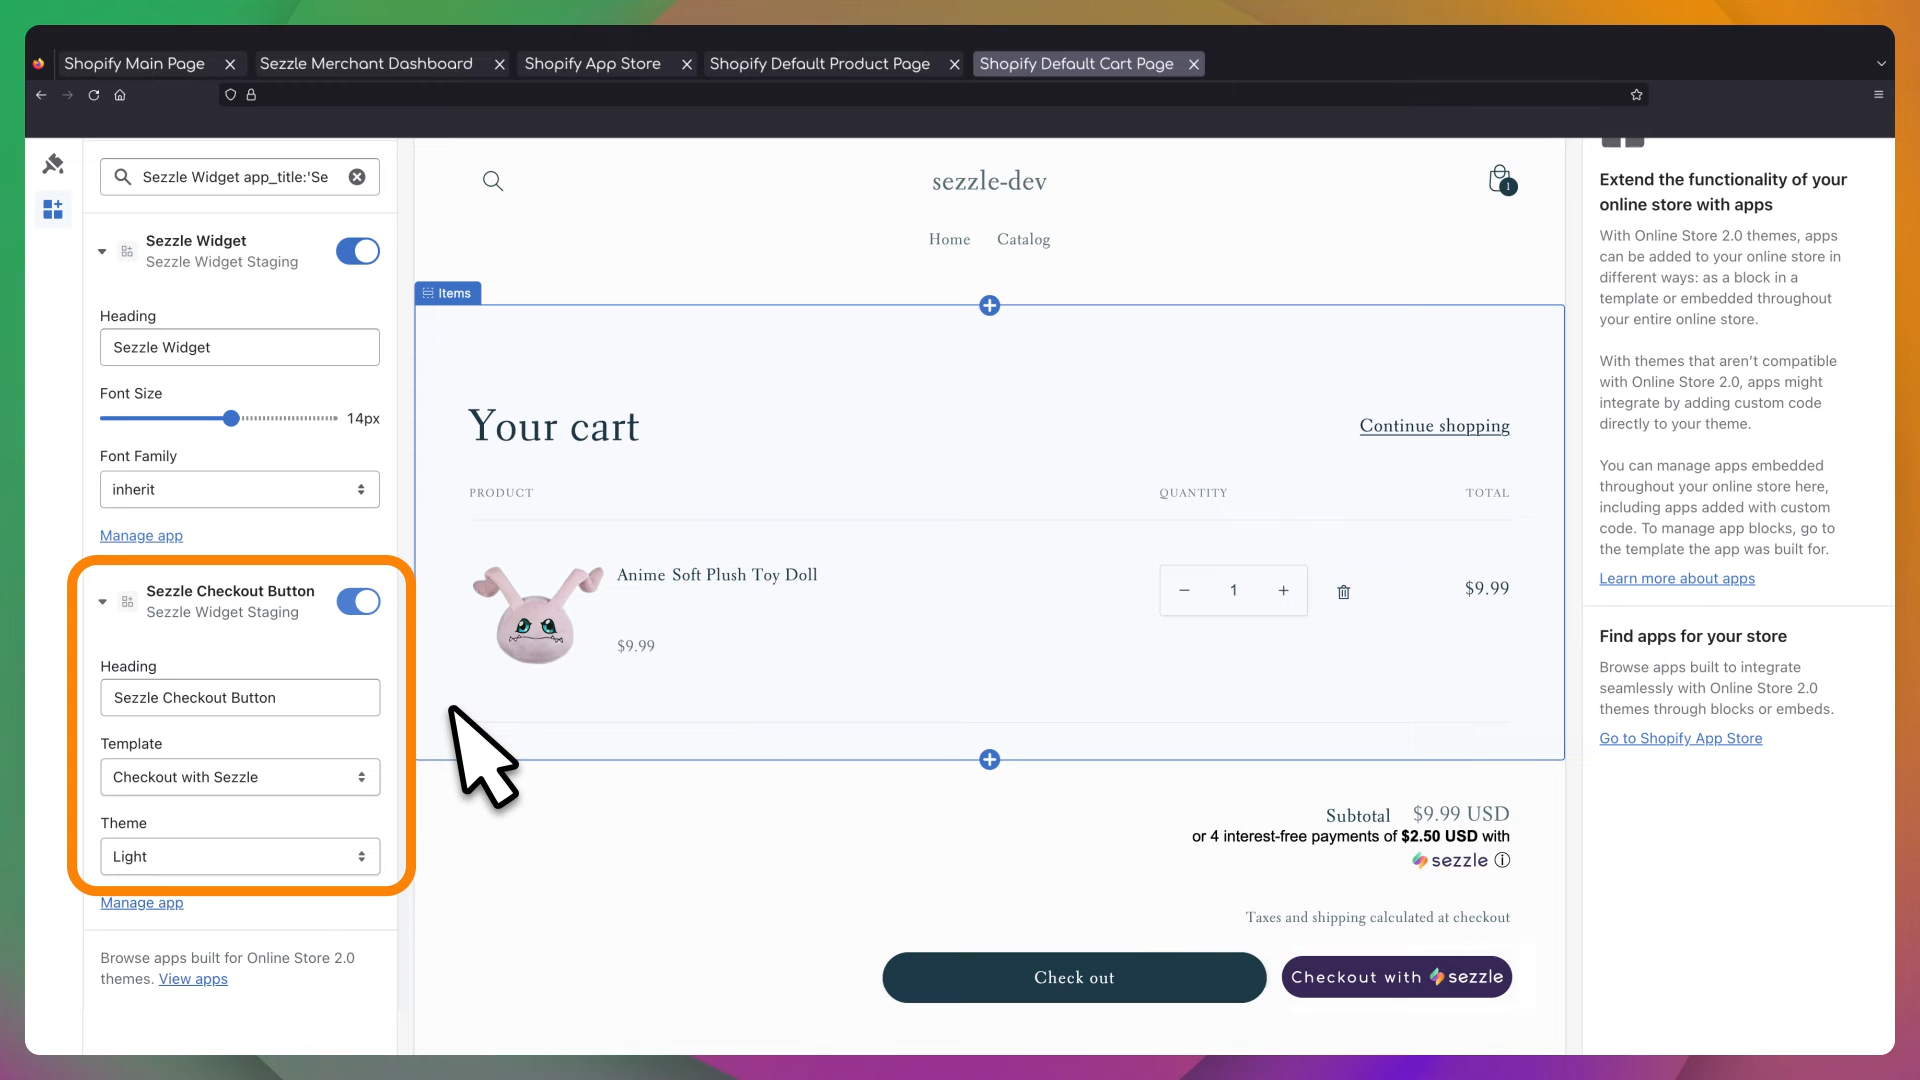 Shopify Main Page
Sezzle Merchant Dashboard
Shopify App Store
Shopify Default Product Page
Shopify Default Cart Page
Sezzle Widget app_title:'Se
Sezzle Widget
Sezzle Widget Staging
Heading
Sezzle Widget
Font Size
14px
Font Family
inherit
Manage app
Sezzle Checkout Button
Sezzle Widget Staging
Heading
Sezzle Checkout Button
Template
Checkout with Sezzle
Theme
Light
Manage app
Browse apps built for Online Store 2.0
themes. View apps
sezzle-dev
1
Home Catalog
Items
Your cart
Continue shopping
PRODUCT QUANTITY TOTAL
Anime Soft Plush Toy Doll
1
$9.99
$9.99
Subtotal $9.99 USD
or 4 interest-free payments of $2.50 USD with
sezzle
Taxes and shipping calculated at checkout
Check out
Checkout with sezzle
Extend the functionality of your
online store with apps
With Online Store 2.0 themes, apps
can be added to your online store in
different ways: as a block in a
template or embedded throughout
your entire online store.
With themes that aren't compatible
with Online Store 2.0, apps might
integrate by adding custom code
directly to your theme.
You can manage apps embedded
throughout your online store here,
including apps added with custom
code. To manage app blocks, go to
the template the app was built for.
Learn more about apps
Find apps for your store
Browse apps built to integrate
seamlessly with Online Store 2.0
themes through blocks or embeds.
Go to Shopify App Store